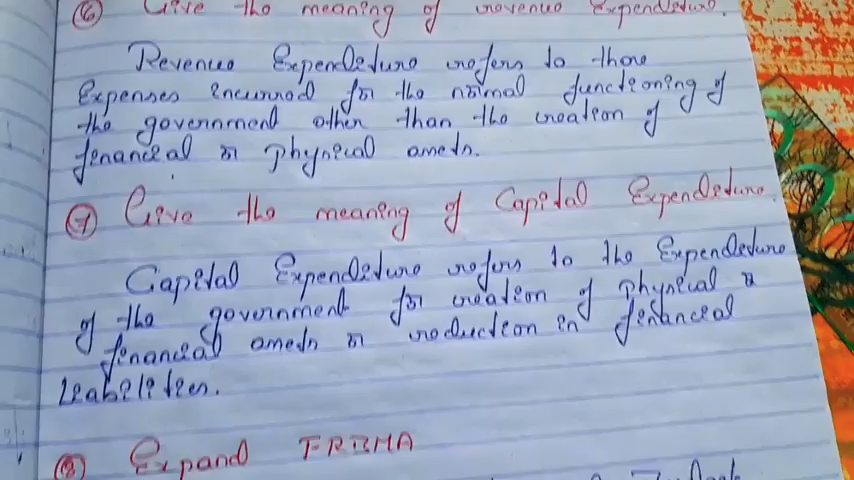 ⑥ Give the meaning of revenue Expenditure.
Revenue Expenditure refers to those
Expenses incurred for the normal functioning of
the government other than the creation of
financial or physical assets.
⑦ Give the meaning of Capital Expenditure.
Capital Expenditure refers to the Expenditure
of the government for creation of physical or
financial assets or reduction in financial
liabilities.
⑧ Expand FRBMA